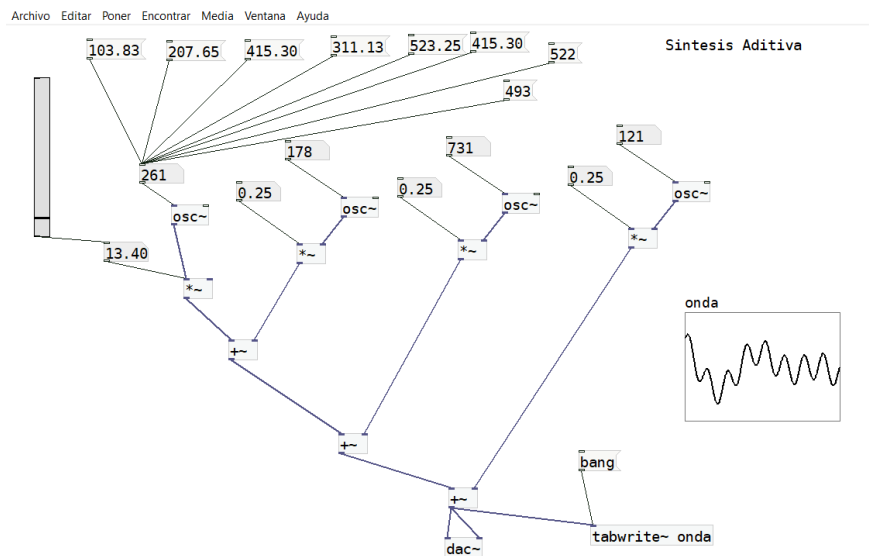 Archivo Editar Poner Encontrar Media Ventana Ayuda
103.83
207.65
415.30
311.13
523.25
415.30
522
Sintesis Aditiva
493
261
178
731
121
0.25
0.25
0.25
osc~
osc~
osc~
osc~
13.40
*~
*~
*~
*~
+~
onda
+~
bang
+~
tabwrite~ onda
dac~